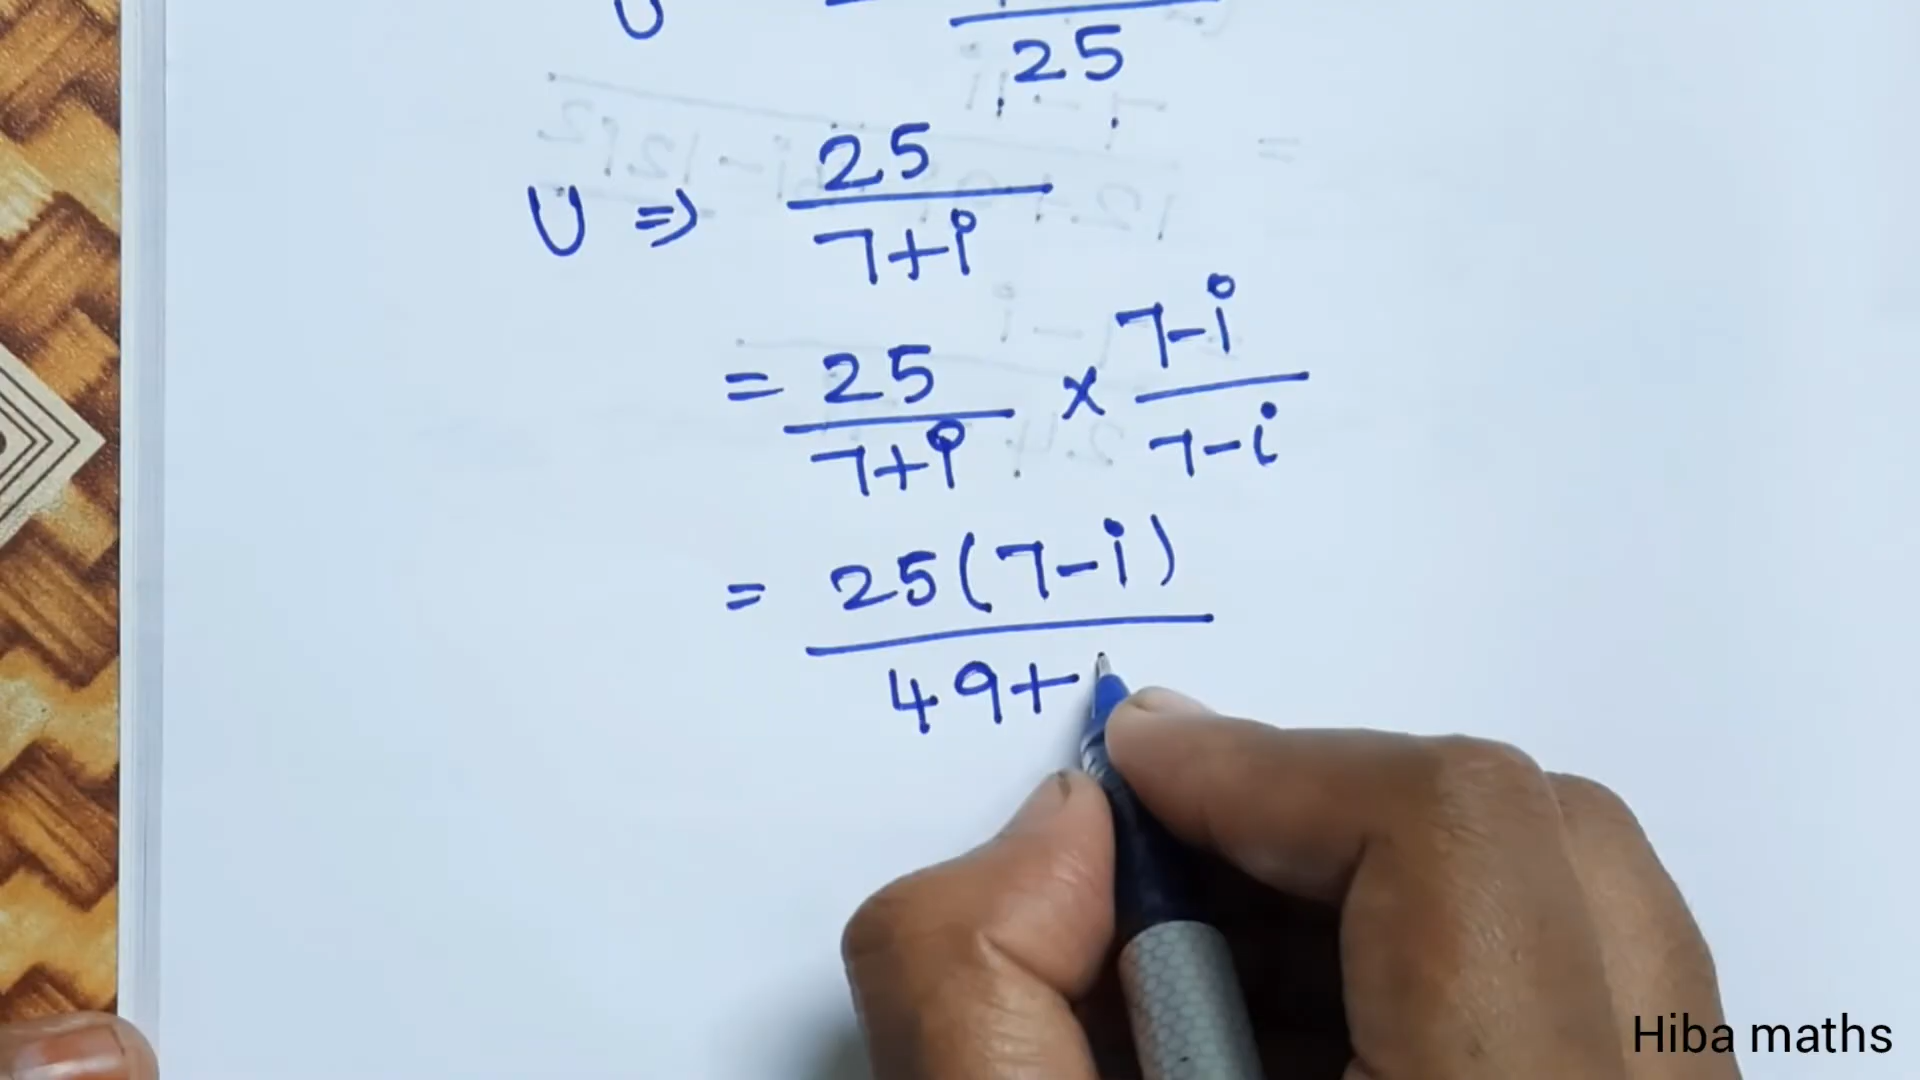 U
25
U ⇒ 25/7+i
= 25/7+i × 7-i/7-i
= 25(7-i)/49+
Hiba maths